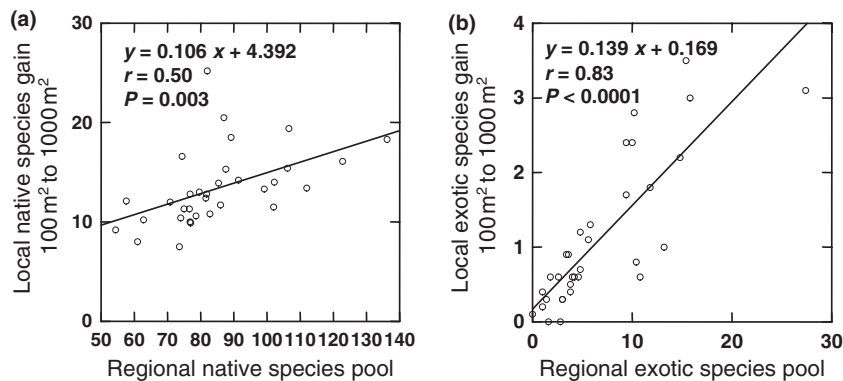 (a)
y = 0.106 x + 4.392
r = 0.50
P = 0.003
Local native species gain
100 m² to 1000 m²
30
20
10
0
50 60 70 80 90 100 110 120 130 140
Regional native species pool
(b)
y = 0.139 x + 0.169
r = 0.83
P < 0.0001
Local exotic species gain
100 m² to 1000 m²
4
3
2
1
0
0 10 20 30
Regional exotic species pool